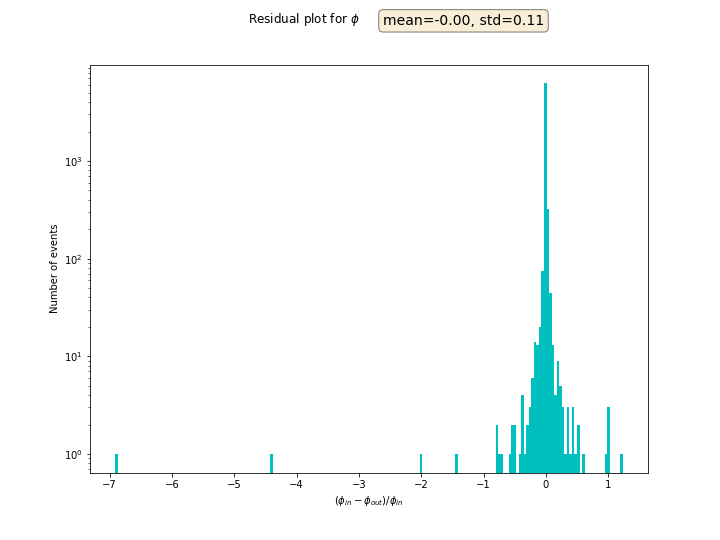 Residual plot for ϕ
mean=-0.00, std=0.11
10³
10²
10¹
10⁰
Number of events
−7 −6 −5 −4 −3 −2 −1 0 1
(ϕ_in − ϕ_out)/ϕ_in